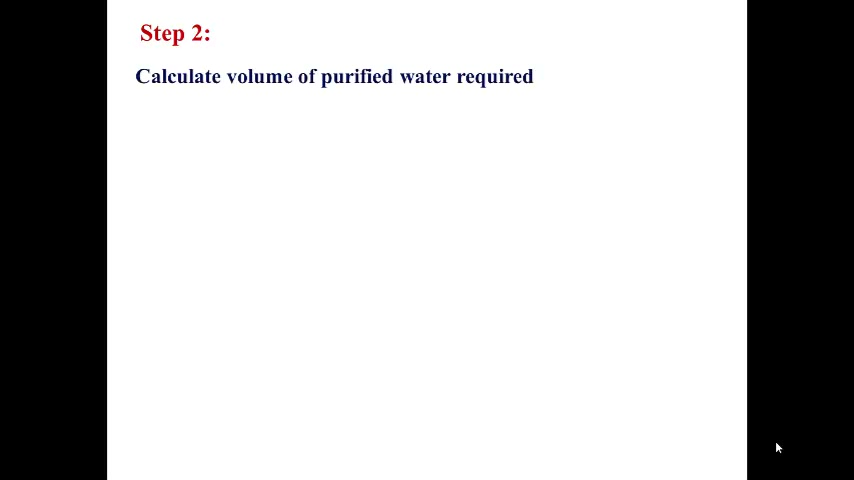 Step 2:
Calculate volume of purified water required